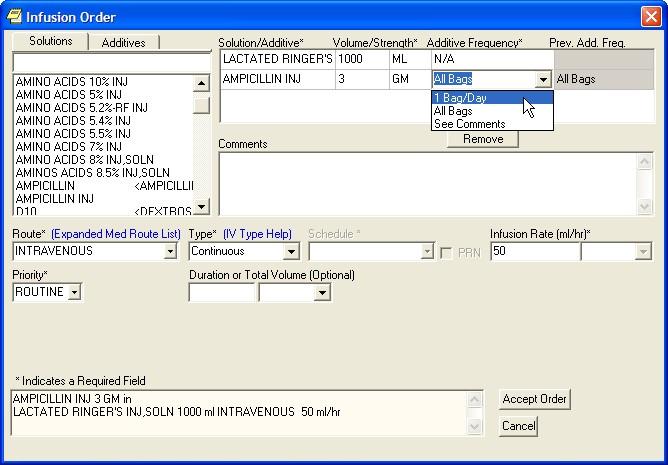 Infusion Order
Solutions Additives
AMINO ACIDS 10% INJ
AMINO ACIDS 5% INJ
AMINO ACIDS 5.2%-RF INJ
AMINO ACIDS 5.4% INJ
AMINO ACIDS 5.5% INJ
AMINO ACIDS 7% INJ
AMINO ACIDS 8% INJ,SOLN
AMINOS ACIDS 8.5% INJ,SOLN
AMPICILLIN <AMPICILLI
AMPICILLIN INJ
D10 <DEXTROS
Solution/Additive* Volume/Strength* Additive Frequency* Prev. Add. Freq.
LACTATED RINGER'S 1000 ML N/A
AMPICILLIN INJ 3 GM All Bags All Bags
1 Bag/Day
All Bags
See Comments
Remove
Comments
Route* (Expanded Med Route List) Type* (IV Type Help) Schedule * Infusion Rate (ml/hr)*
INTRAVENOUS Continuous PRN 50
Priority* Duration or Total Volume (Optional)
ROUTINE
* Indicates a Required Field
AMPICILLIN INJ 3 GM in
LACTATED RINGER'S INJ,SOLN 1000 ml INTRAVENOUS 50 ml/hr
Accept Order
Cancel